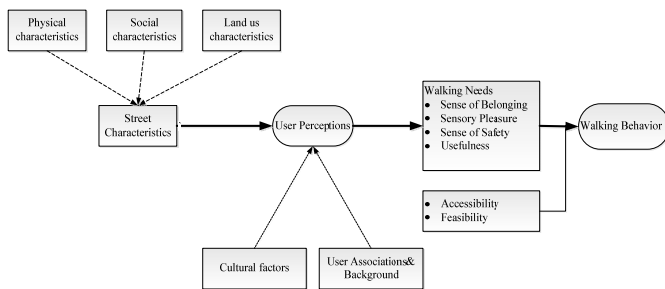 Physical
characteristics
Social
characteristics
Land us
characteristics
Street
Characteristics
User Perceptions
Walking Needs
• Sense of Belonging
• Sensory Pleasure
• Sense of Safety
• Usefulness
Walking Behavior
• Accessibility
• Feasibility
Cultural factors
User Associations&
Background